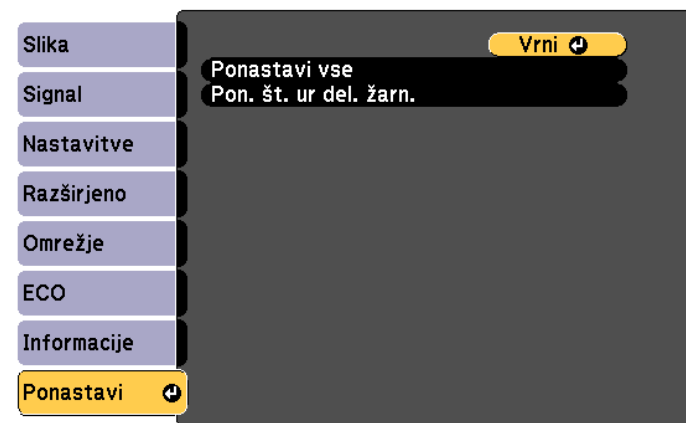 Slika
Signal
Nastavitve
Razširjeno
Omrežje
ECO
Informacije
Ponastavi
Vrni
Ponastavi vse
Pon. št. ur del. žarn.